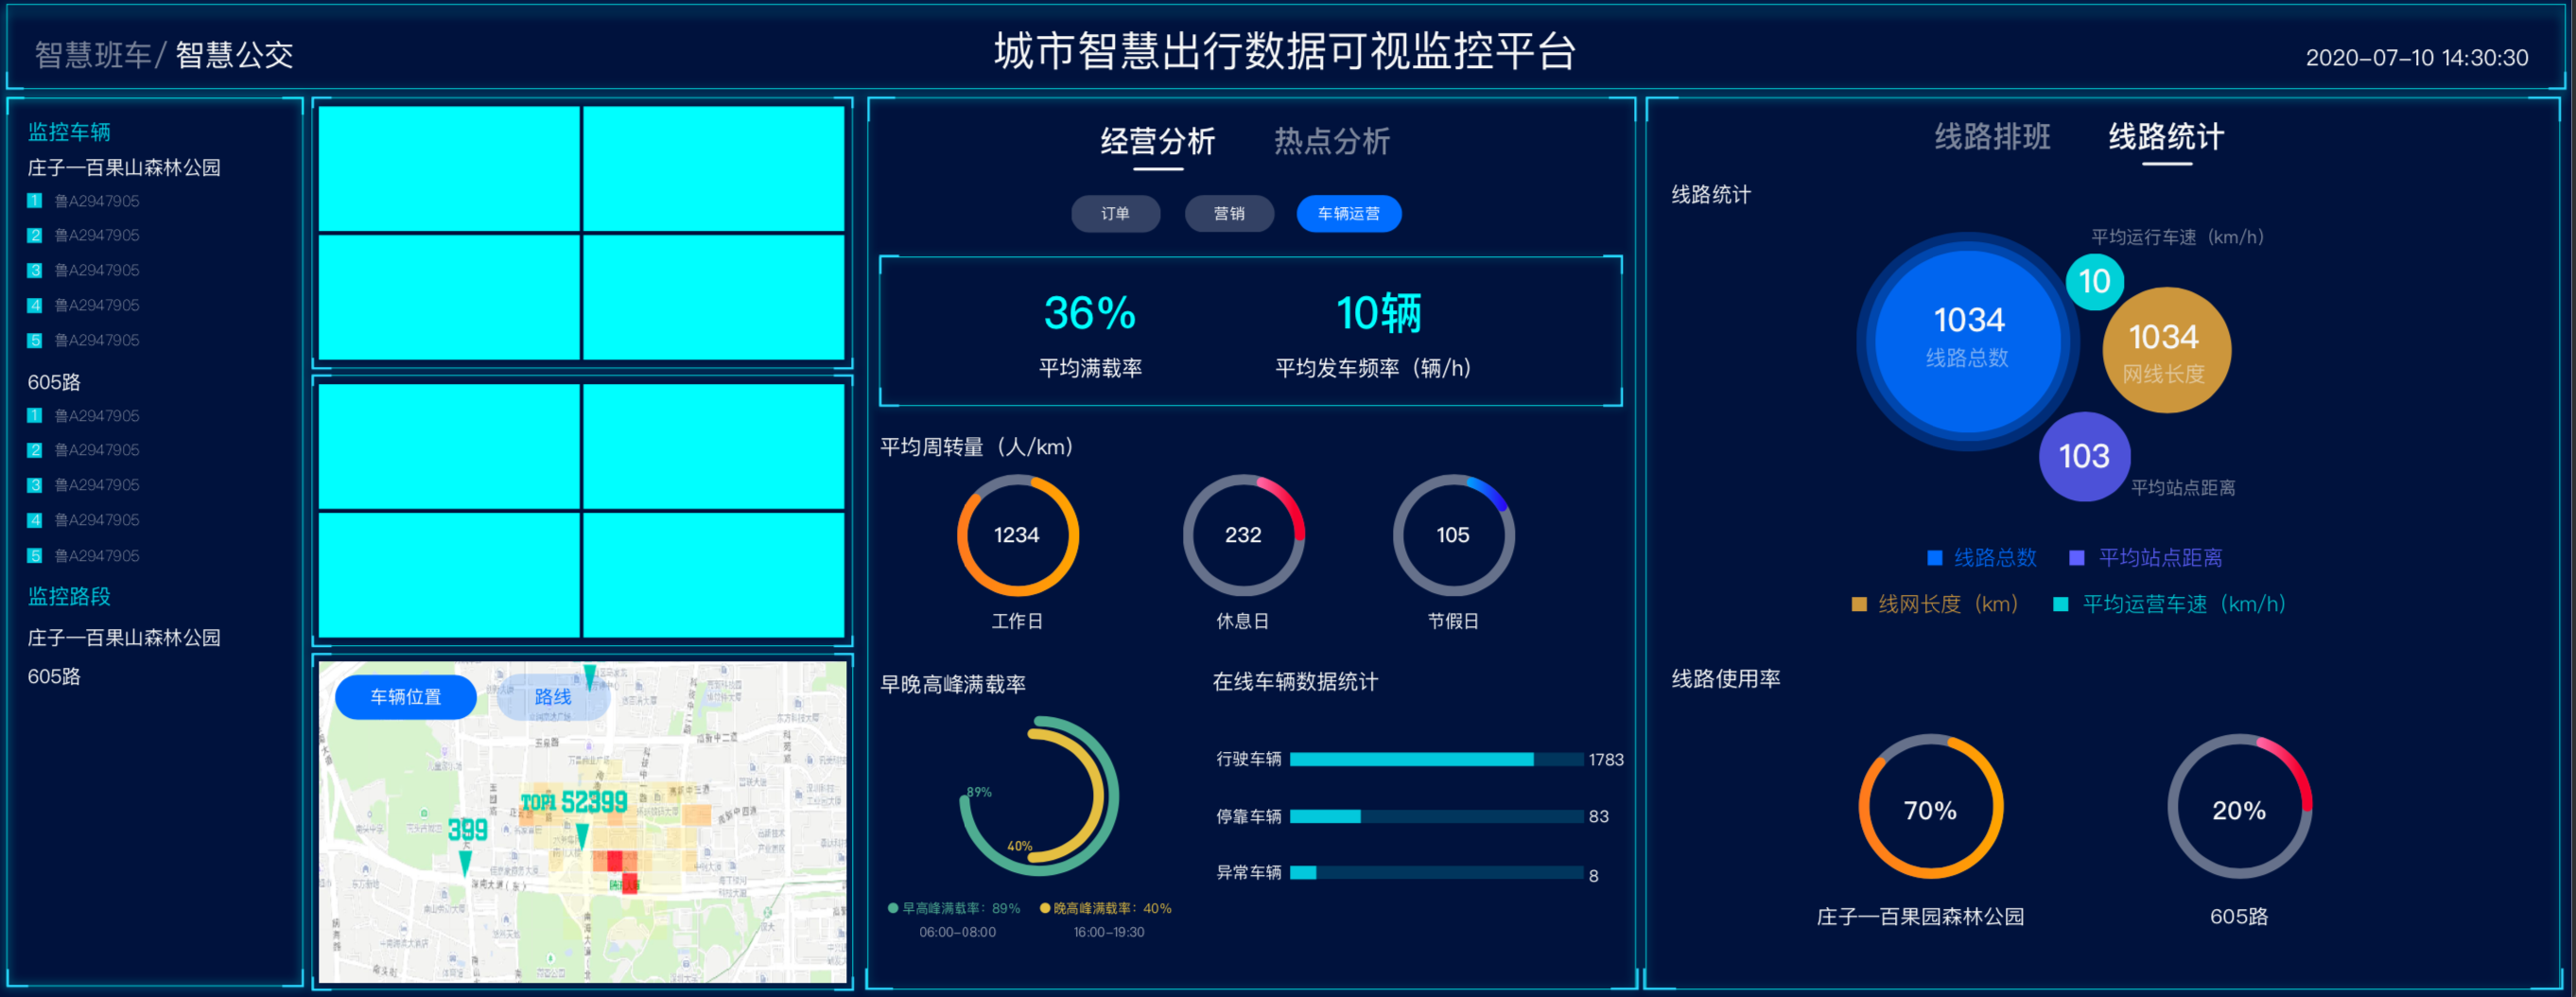 智慧班车/ 智慧公交
城市智慧出行数据可视监控平台
2020-07-10 14:30:30
监控车辆
庄子—百果山森林公园
1 鲁A2947905
2 鲁A2947905
3 鲁A2947905
4 鲁A2947905
5 鲁A2947905
605路
1 鲁A2947905
2 鲁A2947905
3 鲁A2947905
4 鲁A2947905
5 鲁A2947905
监控路段
庄子—百果山森林公园
605路
车辆位置
路线
TOP1 52399
399
经营分析
热点分析
订单
营销
车辆运营
36%
平均满载率
10辆
平均发车频率（辆/h）
平均周转量（人/km）
1234
工作日
232
休息日
105
节假日
早晚高峰满载率
89%
40%
早高峰满载率：89%
06:00-08:00
晚高峰满载率：40%
16:00-19:30
在线车辆数据统计
行驶车辆 1783
停靠车辆 83
异常车辆 8
线路排班
线路统计
线路统计
平均运行车速（km/h）
10
1034
线路总数
1034
网线长度
103
平均站点距离
线路总数
平均站点距离
线网长度（km）
平均运营车速（km/h）
线路使用率
70%
庄子—百果园森林公园
20%
605路